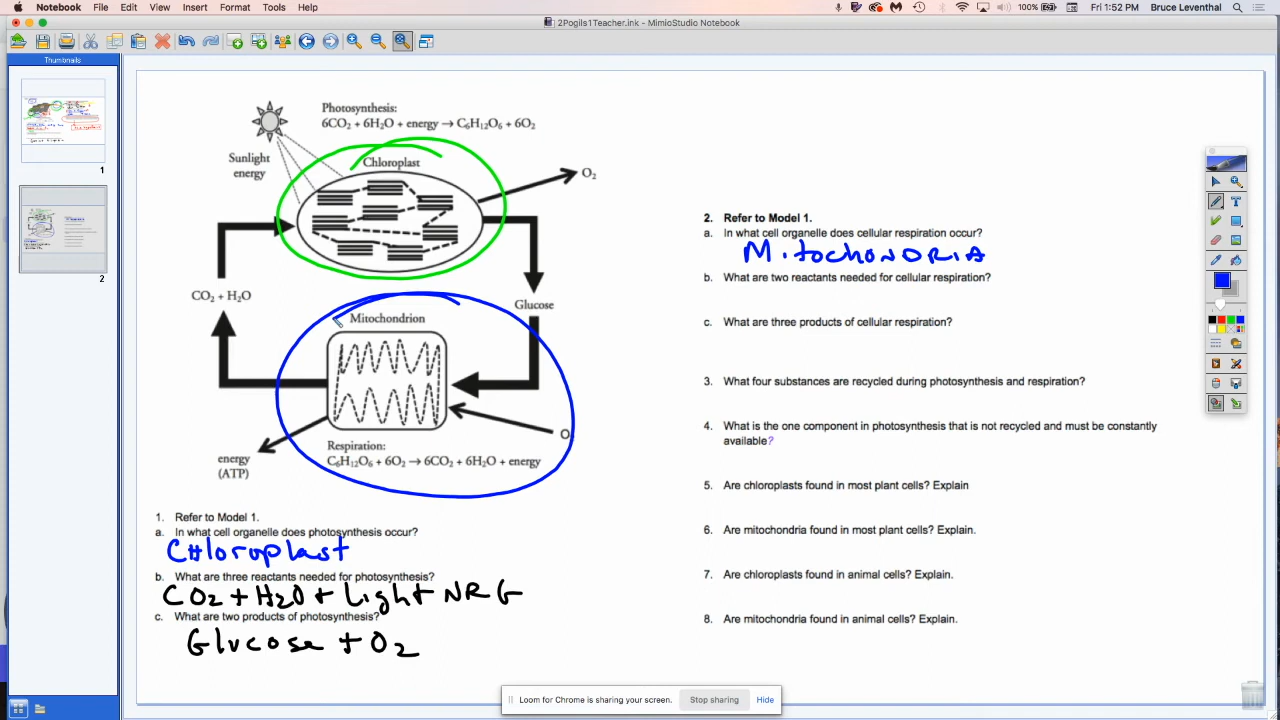 Notebook File Edit View Insert Format Tools Help
100% Fri 1:52 PM Bruce Leventhal
2Pogils1Teacher.ink - MimioStudio Notebook
Thumbnails
1
2
Photosynthesis:
6CO₂ + 6H₂O + energy → C₆H₁₂O₆ + 6O₂
Sunlight
energy
Chloroplast
O₂
CO₂ + H₂O
Glucose
Mitochondrion
O
Respiration:
C₆H₁₂O₆ + 6O₂ → 6CO₂ + 6H₂O + energy
energy
(ATP)
1. Refer to Model 1.
a. In what cell organelle does photosynthesis occur?
CHloroplast
b. What are three reactants needed for photosynthesis?
CO₂ + H₂O + Light NRG
c. What are two products of photosynthesis?
Glucose + O₂
2. Refer to Model 1.
a. In what cell organelle does cellular respiration occur?
MitochoNDRIA
b. What are two reactants needed for cellular respiration?
c. What are three products of cellular respiration?
3. What four substances are recycled during photosynthesis and respiration?
4. What is the one component in photosynthesis that is not recycled and must be constantly
available?
5. Are chloroplasts found in most plant cells? Explain
6. Are mitochondria found in most plant cells? Explain.
7. Are chloroplasts found in animal cells? Explain.
8. Are mitochondria found in animal cells? Explain.
Loom for Chrome is sharing your screen. Stop sharing Hide